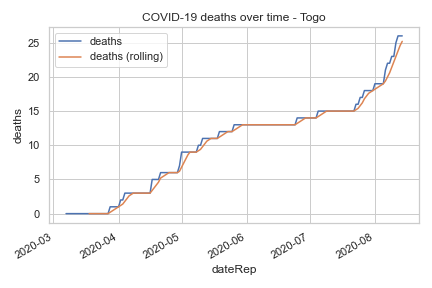 COVID-19 deaths over time - Togo
deaths
deaths (rolling)
25
20
15
10
5
0
deaths
2020-03
2020-04
2020-05
2020-06
2020-07
2020-08
dateRep